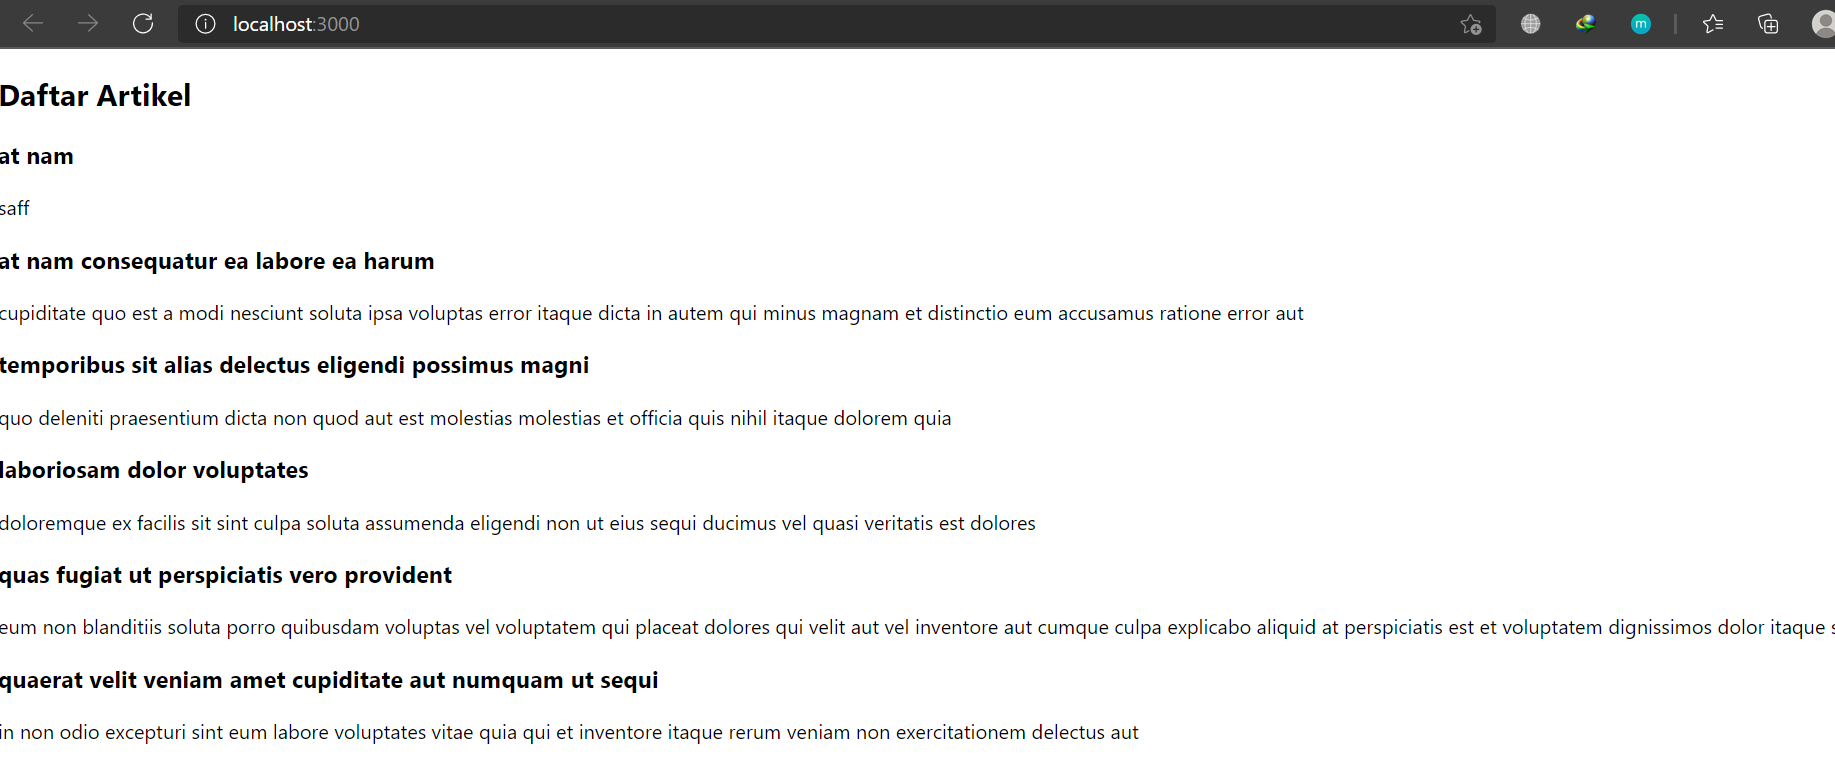 localhost:3000
m
Daftar Artikel
at nam
saff
at nam consequatur ea labore ea harum
cupiditate quo est a modi nesciunt soluta ipsa voluptas error itaque dicta in autem qui minus magnam et distinctio eum accusamus ratione error aut
temporibus sit alias delectus eligendi possimus magni
quo deleniti praesentium dicta non quod aut est molestias molestias et officia quis nihil itaque dolorem quia
laboriosam dolor voluptates
doloremque ex facilis sit sint culpa soluta assumenda eligendi non ut eius sequi ducimus vel quasi veritatis est dolores
quas fugiat ut perspiciatis vero provident
eum non blanditiis soluta porro quibusdam voluptas vel voluptatem qui placeat dolores qui velit aut vel inventore aut cumque culpa explicabo aliquid at perspiciatis est et voluptatem dignissimos dolor itaque s
quaerat velit veniam amet cupiditate aut numquam ut sequi
in non odio excepturi sint eum labore voluptates vitae quia qui et inventore itaque rerum veniam non exercitationem delectus aut